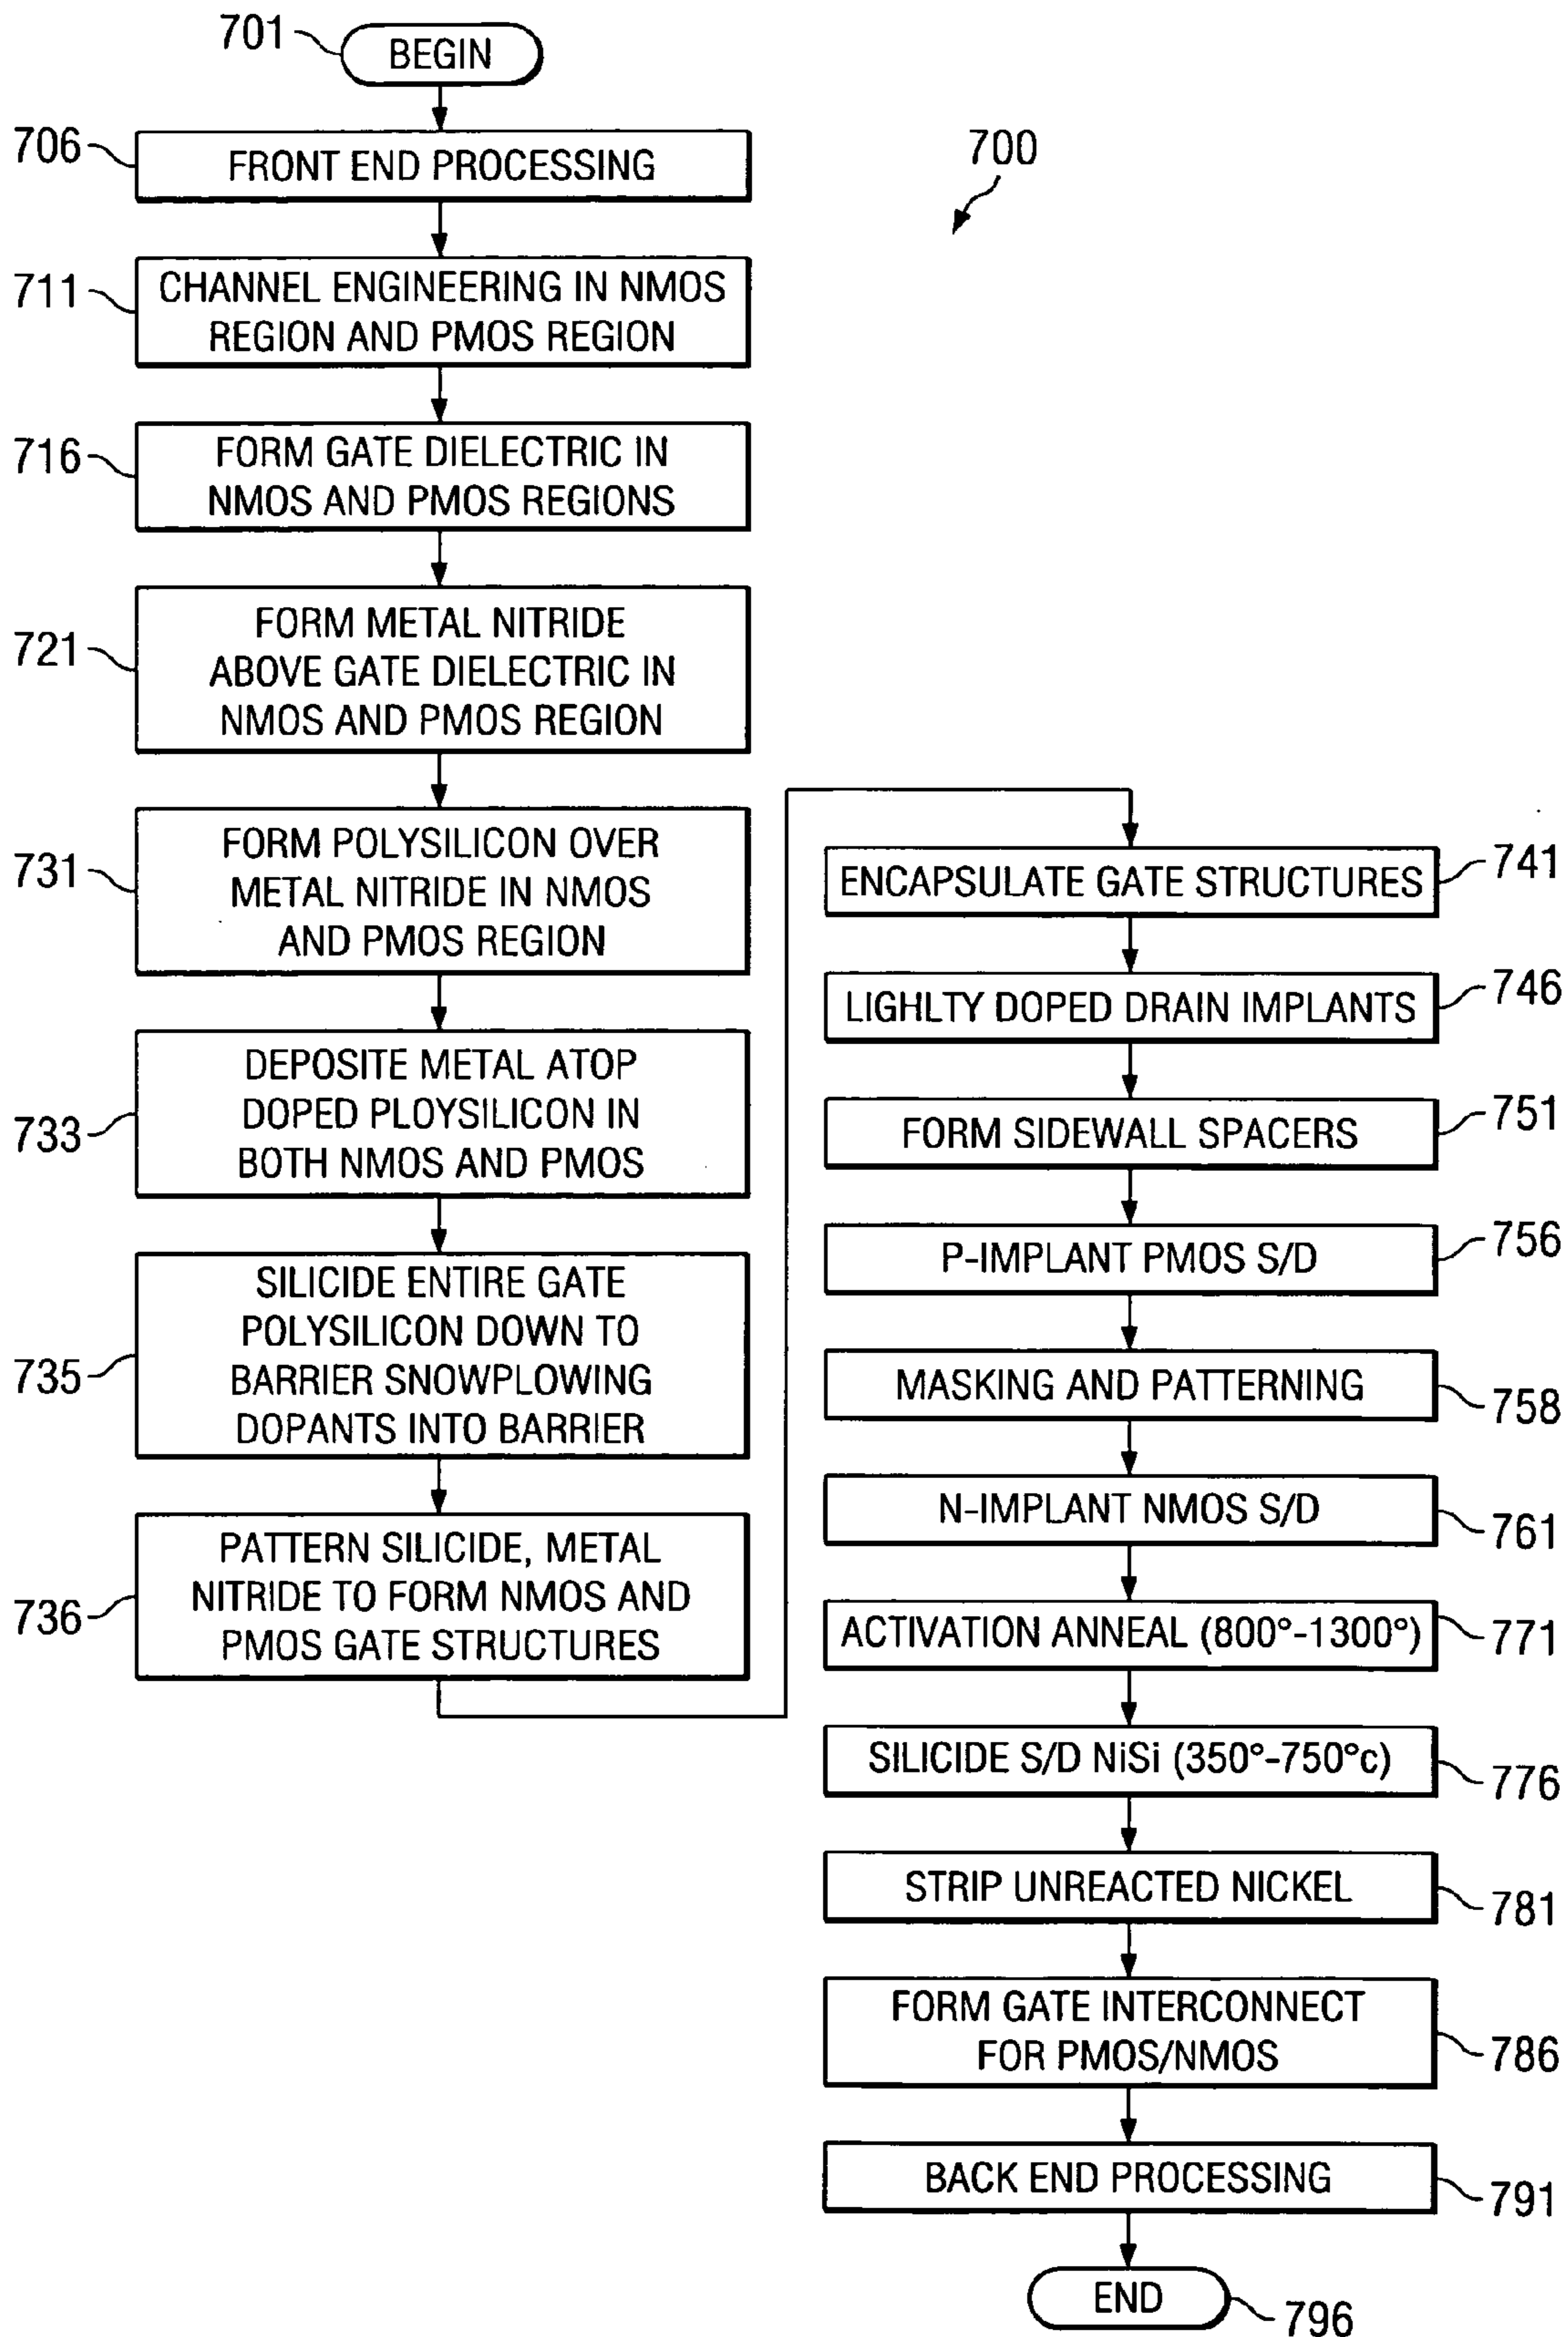 701
BEGIN
706
FRONT END PROCESSING
700
711
CHANNEL ENGINEERING IN NMOS
REGION AND PMOS REGION
716
FORM GATE DIELECTRIC IN
NMOS AND PMOS REGIONS
721
FORM METAL NITRIDE
ABOVE GATE DIELECTRIC IN
NMOS AND PMOS REGION
731
FORM POLYSILICON OVER
METAL NITRIDE IN NMOS
AND PMOS REGION
733
DEPOSITE METAL ATOP
DOPED PLOYSILICON IN
BOTH NMOS AND PMOS
735
SILICIDE ENTIRE GATE
POLYSILICON DOWN TO
BARRIER SNOWPLOWING
DOPANTS INTO BARRIER
736
PATTERN SILICIDE, METAL
NITRIDE TO FORM NMOS AND
PMOS GATE STRUCTURES
ENCAPSULATE GATE STRUCTURES
741
LIGHLTY DOPED DRAIN IMPLANTS
746
FORM SIDEWALL SPACERS
751
P-IMPLANT PMOS S/D
756
MASKING AND PATTERNING
758
N-IMPLANT NMOS S/D
761
ACTIVATION ANNEAL (800°-1300°)
771
SILICIDE S/D NiSi (350°-750°c)
776
STRIP UNREACTED NICKEL
781
FORM GATE INTERCONNECT
FOR PMOS/NMOS
786
BACK END PROCESSING
791
END
796